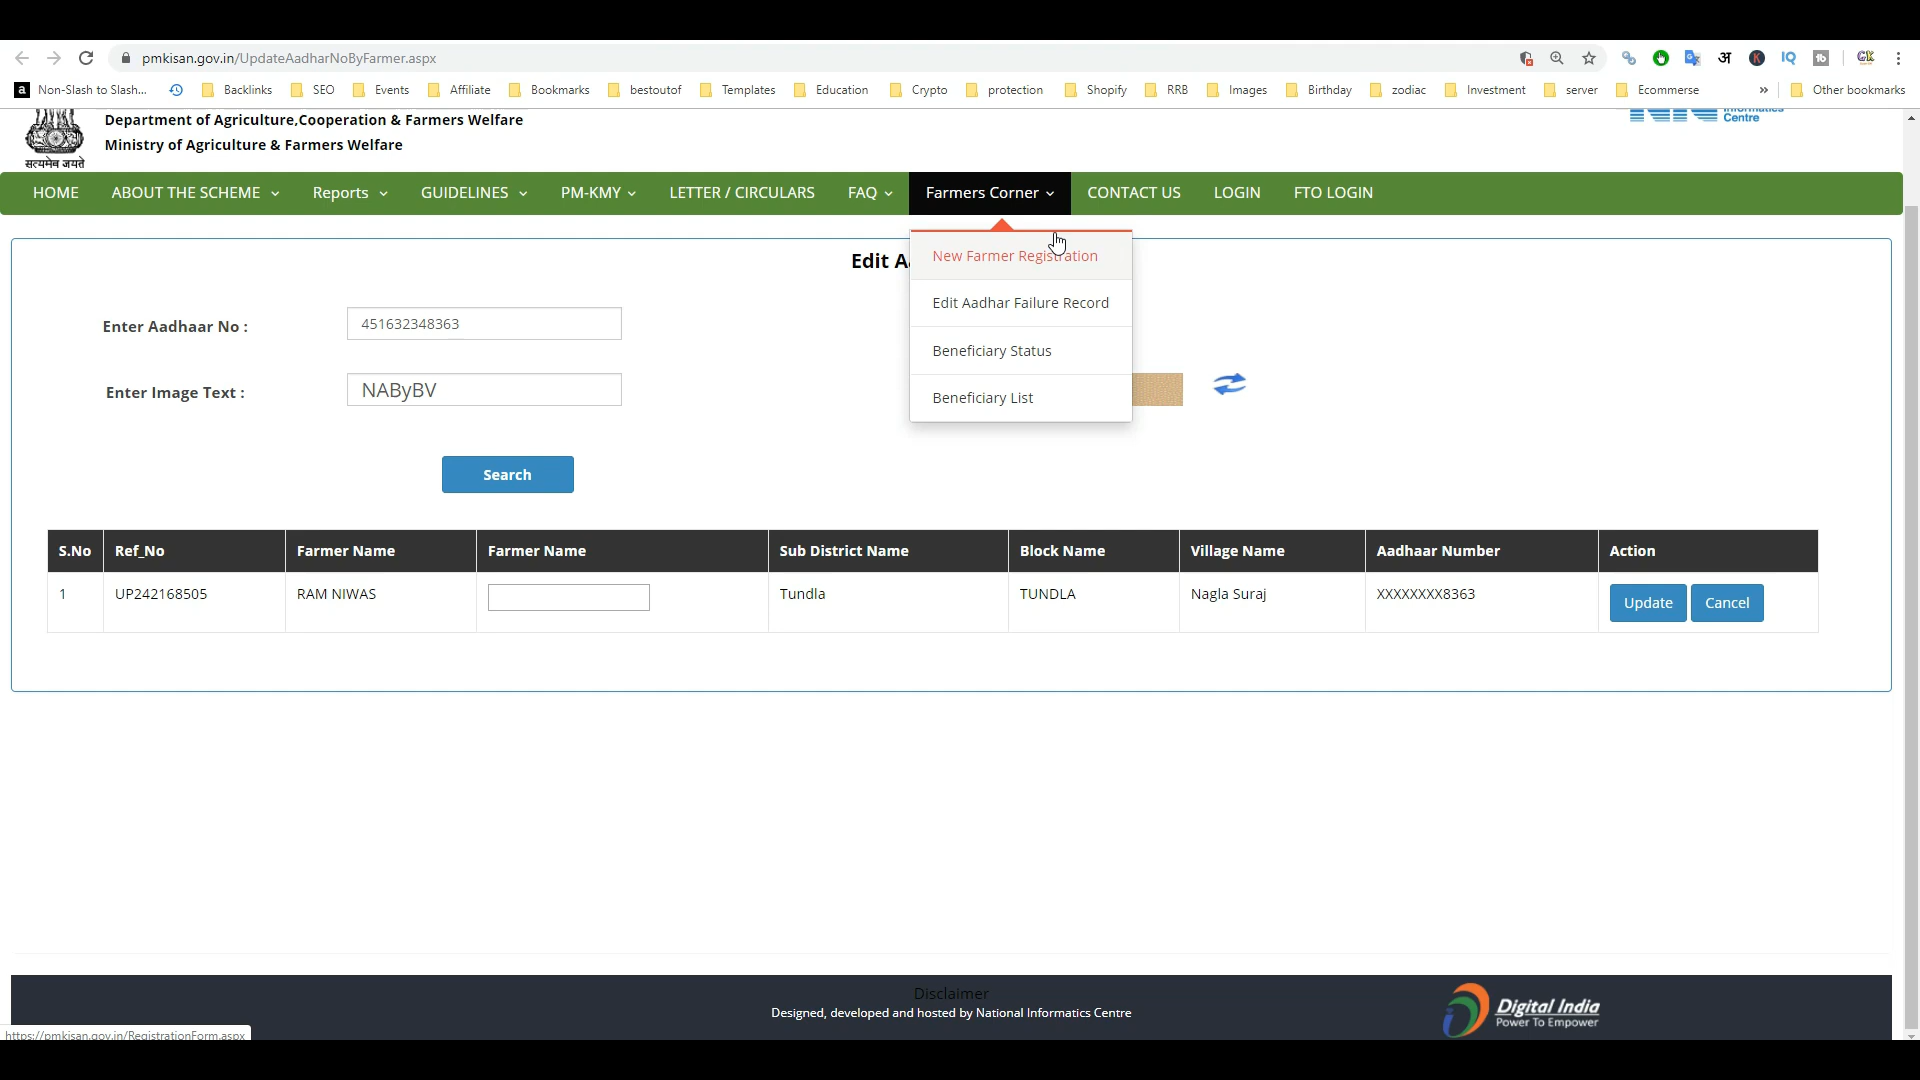 pmkisan.gov.in/UpdateAadharNoByFarmer.aspx
Non-Slash to Slash... Backlinks SEO Events Affiliate Bookmarks bestoutof Templates Education Crypto protection Shopify RRB Images Birthday zodiac Investment server Ecommerse » Other bookmarks
Department of Agriculture,Cooperation & Farmers Welfare
Centre
Ministry of Agriculture & Farmers Welfare
सत्यमेव जयते
HOME ABOUT THE SCHEME Reports GUIDELINES PM-KMY LETTER / CIRCULARS FAQ Farmers Corner CONTACT US LOGIN FTO LOGIN
New Farmer Registration
Edit Aadhar Failure Record
Beneficiary Status
Beneficiary List
Edit A
Enter Aadhaar No : 451632348363
Enter Image Text : NAByBV
Search
S.No Ref_No Farmer Name Farmer Name Sub District Name Block Name Village Name Aadhaar Number Action
1 UP242168505 RAM NIWAS Tundla TUNDLA Nagla Suraj XXXXXXXX8363 Update Cancel
Disclaimer
Designed, developed and hosted by National Informatics Centre
Digital India
Power To Empower
https://pmkisan.gov.in/RegistrationForm.aspx